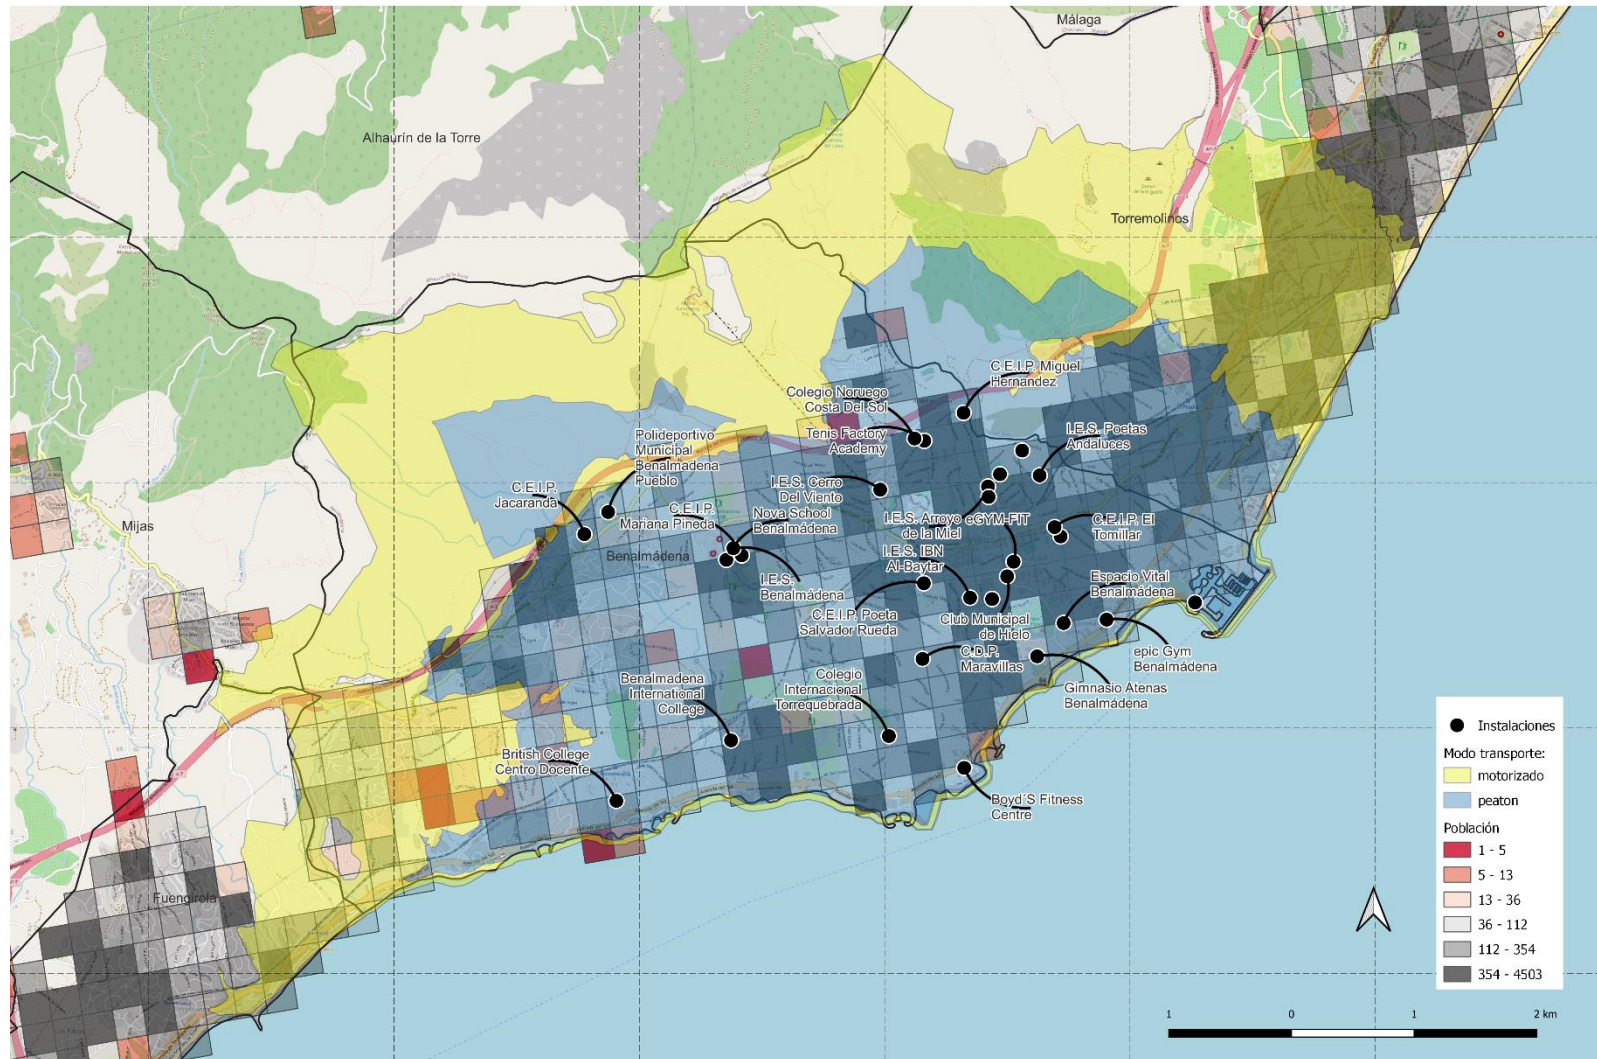 Málaga
Alhaurín de la Torre
Torremolinos
C.E.I.P. Miguel
Hernandez
Colegio Noruego
Costa Del Sol
Tenis Factory
Academy
I.E.S. Poetas
Andaluces
Polideportivo
Municipal
Benalmadena
Pueblo
C.E.I.P.
Jacaranda
C.E.I.P.
Mariana Pineda
I.E.S. Cerro
Del Viento
Nova School
Benalmádena
I.E.S. Arroyo
de la Miel
eGYM-FIT
C.E.I.P. El
Tomillar
Mijas
Benalmádena
I.E.S.
Benalmádena
I.E.S. IBN
Al-Baytar
Espacio Vital
Benalmádena
C.E.I.P. Poeta
Salvador Rueda
Club Municipal
de Hielo
C.D.P.
Maravillas
epic Gym
Benalmádena
Benalmadena
International
College
Colegio
Internacional
Torrequebrada
Gimnasio Atenas
Benalmádena
British College
Centro Docente
Boyd´S Fitness
Centre
Fuengirola
Instalaciones
Modo transporte:
motorizado
peaton
Población
1 - 5
5 - 13
13 - 36
36 - 112
112 - 354
354 - 4503
1 0 1 2 km